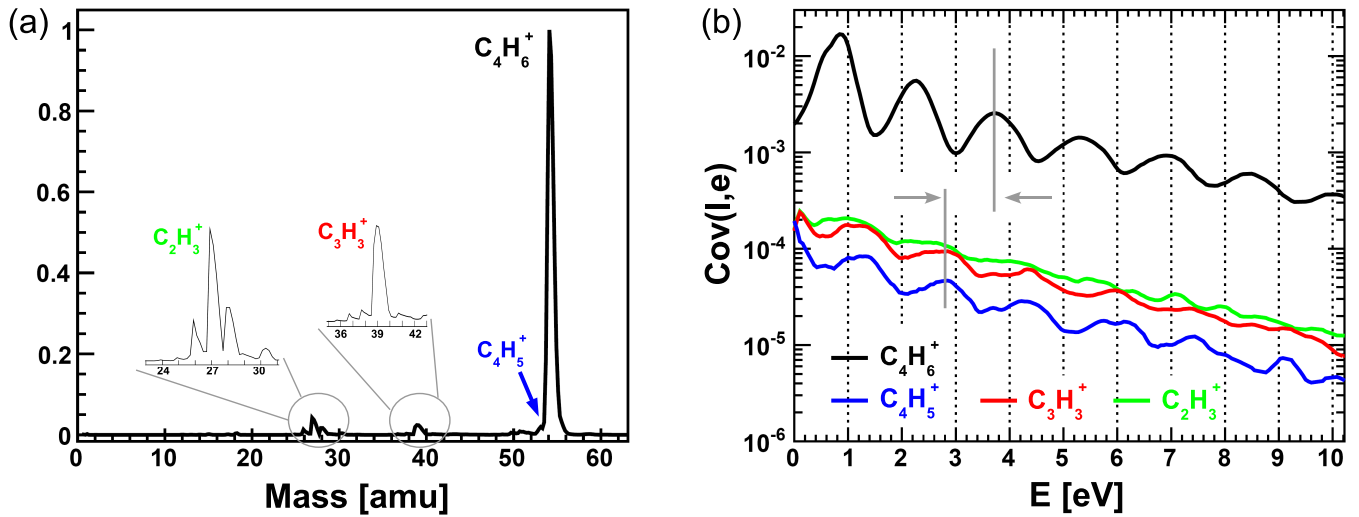 (a)
1
0.8
0.6
0.4
0.2
0
0 10 20 30 40 50 60
Mass [amu]
C₄H₆⁺
C₂H₃⁺
C₃H₃⁺
C₄H₅⁺
24 27 30
36 39 42
(b)
10⁻²
10⁻³
10⁻⁴
10⁻⁵
10⁻⁶
Cov(I,e)
C₄H₆⁺
C₄H₅⁺ C₃H₃⁺ C₂H₃⁺
0 1 2 3 4 5 6 7 8 9 10
E [eV]